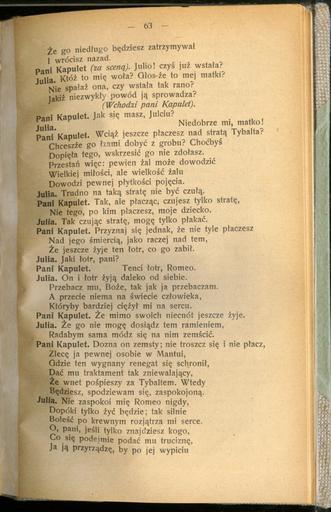 — 63 —
Że go niedługo będziesz zatrzymywał
I wrócisz nazad.
Pani Kapulet (za sceną). Julio! czyś już wstała?
Julia. Któż to mię woła? Głos-że to mej matki?
Nie spałaż ona, czy wstała tak rano?
Jakiż niezwykły powód ją sprowadza?
(Wchodzi pani Kapulet).
Pani Kapulet. Jak się masz, Julciu?
Julia. Niedobrze mi, matko!
Pani Kapulet. Wciąż jeszcze płaczesz nad stratą Tybalta?
Chceszże go łzami dobyć z grobu? Choćbyś
Dopięła tego, wskrzesić go nie zdołasz.
Przestań więc: pewien żal może dowodzić
Wielkiej miłości, ale wielkość żalu
Dowodzi pewnej płytkości pojęcia.
Julia. Trudno na taką stratę nie być czułą.
Pani Kapulet. Tak, ale płacząc, czujesz tylko stratę,
Nie tego, po kim płaczesz, moje dziecko.
Julia. Tak czując stratę, mogę tylko płakać.
Pani Kapulet. Przyznaj się jednak, że nie tyle płaczesz
Nad jego śmiercią, jako raczej nad tem,
Że jeszcze żyje ten łotr, co go zabił.
Julia. Jaki łotr, pani?
Pani Kapulet. Tenci łotr, Romeo.
Julia. On i łotr żyją daleko od siebie.
Przebacz mu, Boże, tak jak ja przebaczam.
A przecie niema na świecie człowieka,
Któryby bardziej ciężył mi na sercu.
Pani Kapulet. Że mimo swoich niecnót jeszcze żyje.
Julia. Że go nie mogę dosiądz tem ramieniem,
Radabym sama módz się na nim zemścić.
Pani Kapulet. Dozna on zemsty; nie troszcz się i nie płacz,
Zlecę ja pewnej osobie w Mantui,
Gdzie ten wygnany renegat się schronił,
Dać mu traktament tak zniewalający,
Że wnet pośpieszy za Tybaltem. Wtedy
Będziesz, spodziewam się, zaspokojoną.
Julia. Nie zaspokoi mię Romeo nigdy,
Dopóki tylko żyć będzie; tak silnie
Boleść po krewnym rozjątrza mi serce.
O, pani, jeśli tylko znajdziesz kogo,
Co się podejmie podać mu truciznę,
Ja ją przyrządzę, by po jej wypiciu